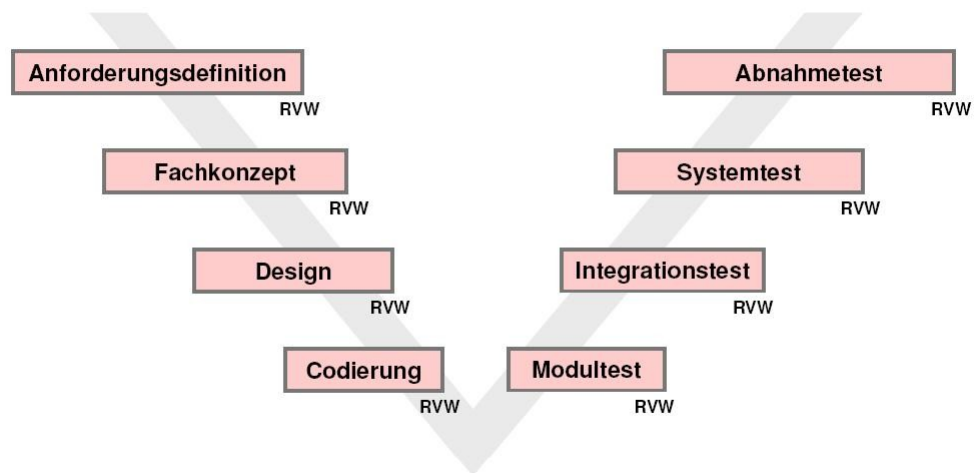 Anforderungsdefinition
RVW
Abnahmetest
RVW
Fachkonzept
RVW
Systemtest
RVW
Design
RVW
Integrationstest
RVW
Codierung
RVW
Modultest
RVW